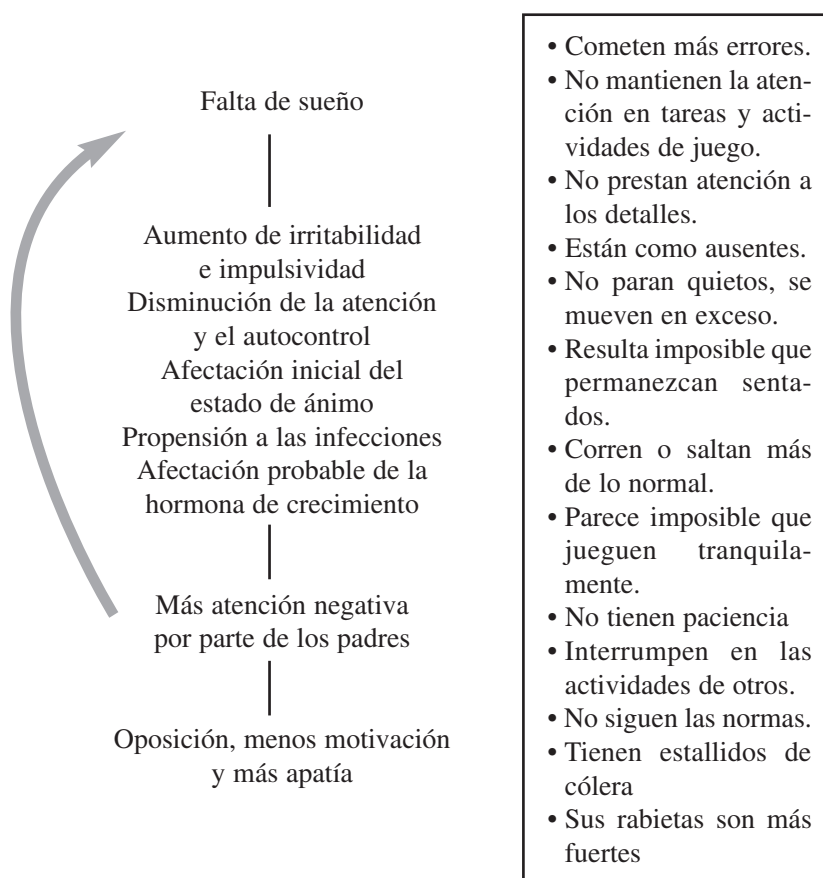 Falta de sueño
Aumento de irritabilidad
e impulsividad
Disminución de la atención
y el autocontrol
Afectación inicial del
estado de ánimo
Propensión a las infecciones
Afectación probable de la
hormona de crecimiento
Más atención negativa
por parte de los padres
Oposición, menos motivación
y más apatía
• Cometen más errores.
• No mantienen la aten-
ción en tareas y acti-
vidades de juego.
• No prestan atención a
los detalles.
• Están como ausentes.
• No paran quietos, se
mueven en exceso.
• Resulta imposible que
permanezcan senta-
dos.
• Corren o saltan más
de lo normal.
• Parece imposible que
jueguen tranquila-
mente.
• No tienen paciencia
• Interrumpen en las
actividades de otros.
• No siguen las normas.
• Tienen estallidos de
cólera
• Sus rabietas son más
fuertes